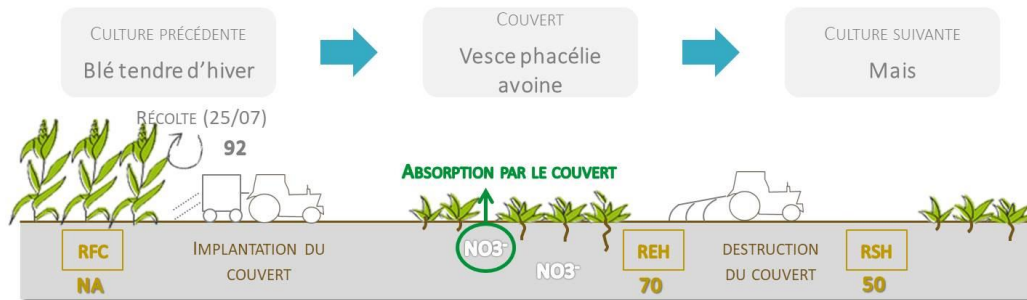 CULTURE PRÉCÉDENTE
Blé tendre d'hiver
COUVERT
Vesce phacélie
avoine
CULTURE SUIVANTE
Mais
RÉCOLTE (25/07)
92
ABSORPTION PAR LE COUVERT
RFC
NA
IMPLANTATION DU
COUVERT
NO3-
NO3-
REH
70
DESTRUCTION
DU COUVERT
RSH
50